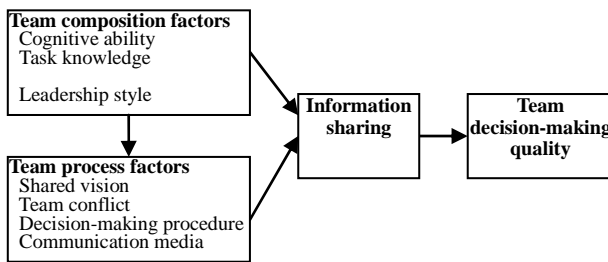 Team composition factors
Cognitive ability
Task knowledge
Leadership style
Information
sharing
Team
decision-making
quality
Team process factors
Shared vision
Team conflict
Decision-making procedure
Communication media